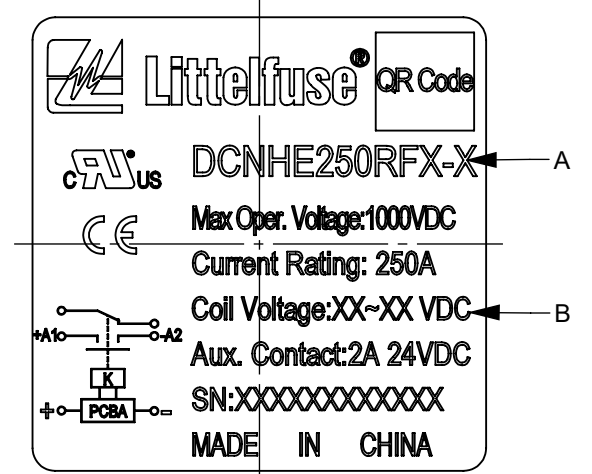 Littelfuse®
QR Code
DCNHE250RFX-X
A
c RU US
Max Oper. Voltage:1000VDC
CE
Current Rating: 250A
Coil Voltage:XX~XX VDC
B
+A1
-A2
Aux. Contact:2A 24VDC
K
SN:XXXXXXXXXXXX
+
PCBA
-
MADE IN CHINA